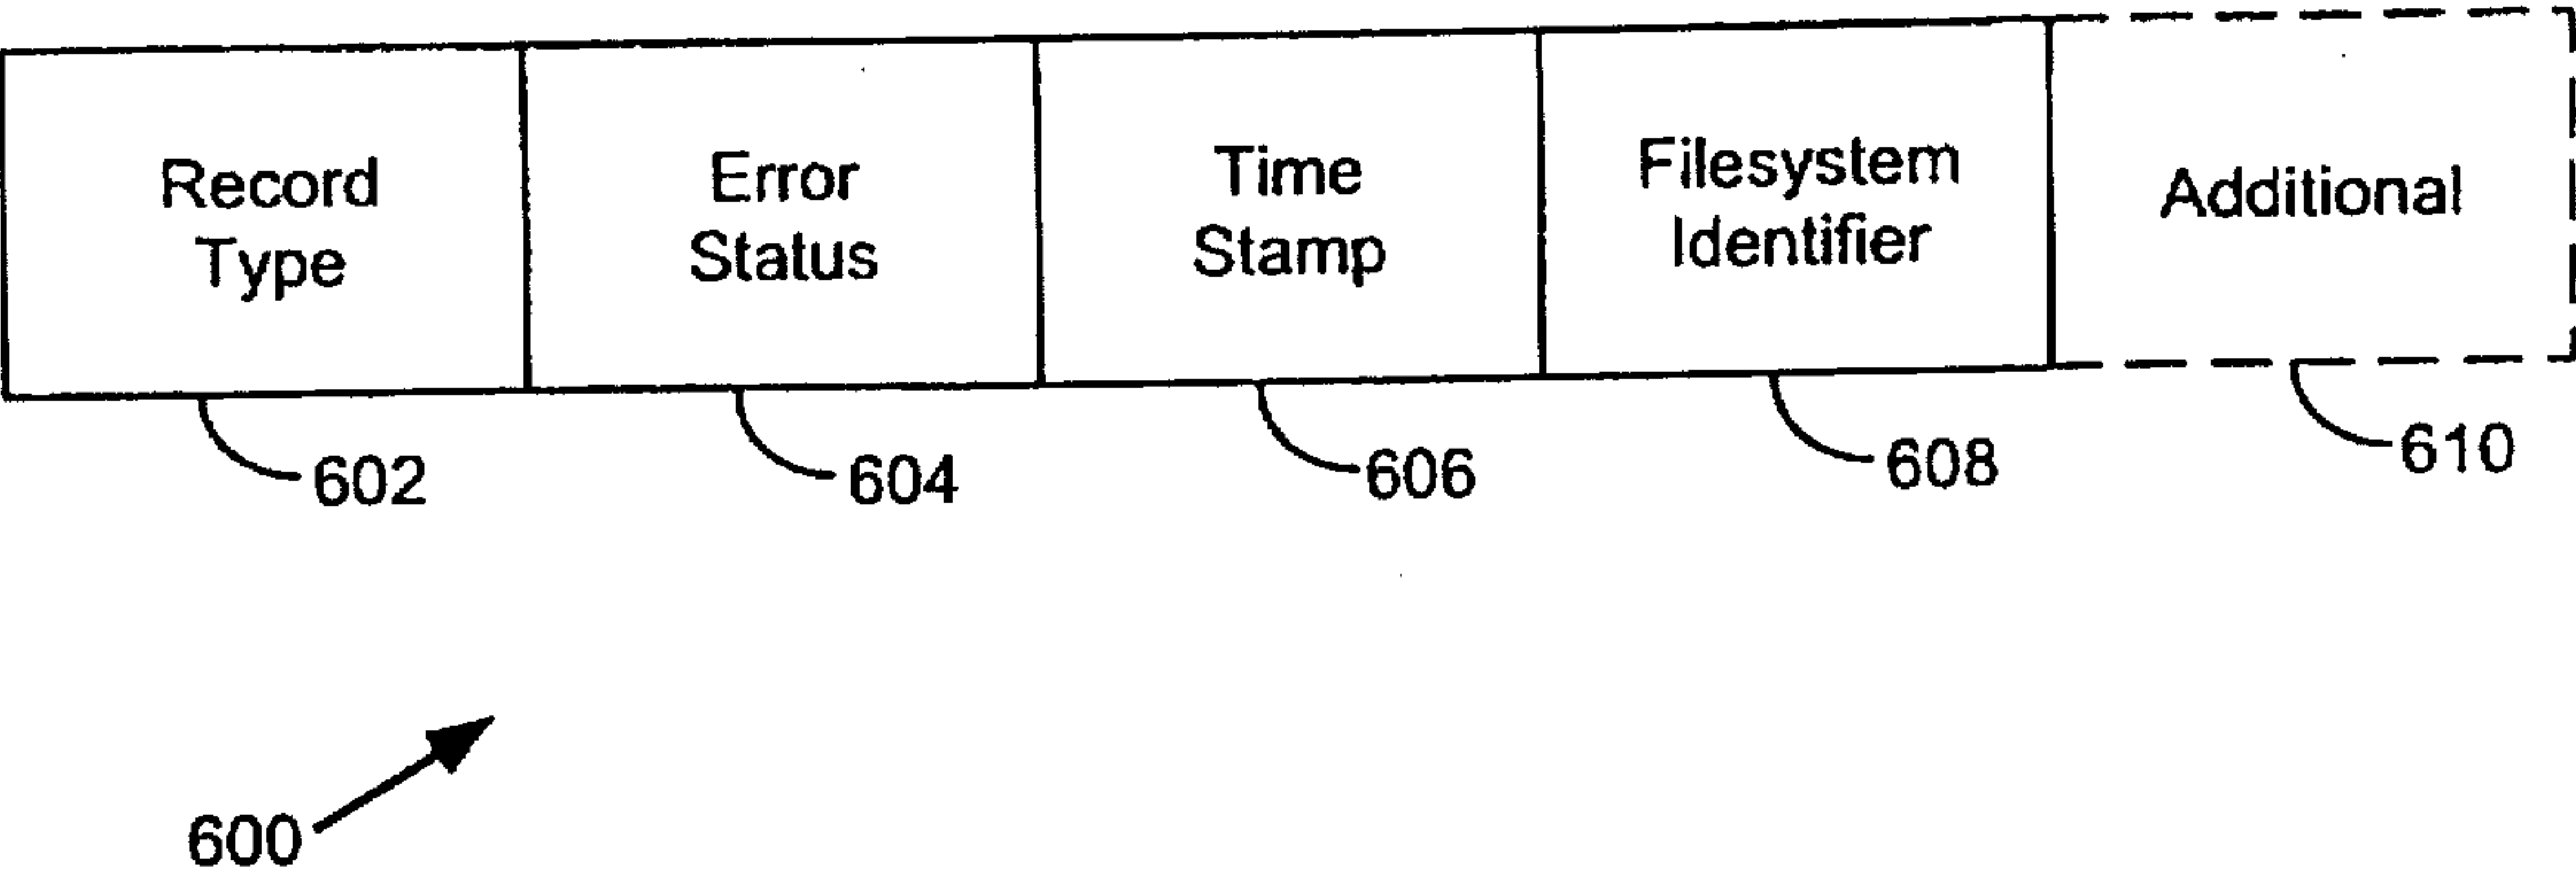 Record
Type
Error
Status
Time
Stamp
Filesystem
Identifier
Additional
602
604
606
608
610
600